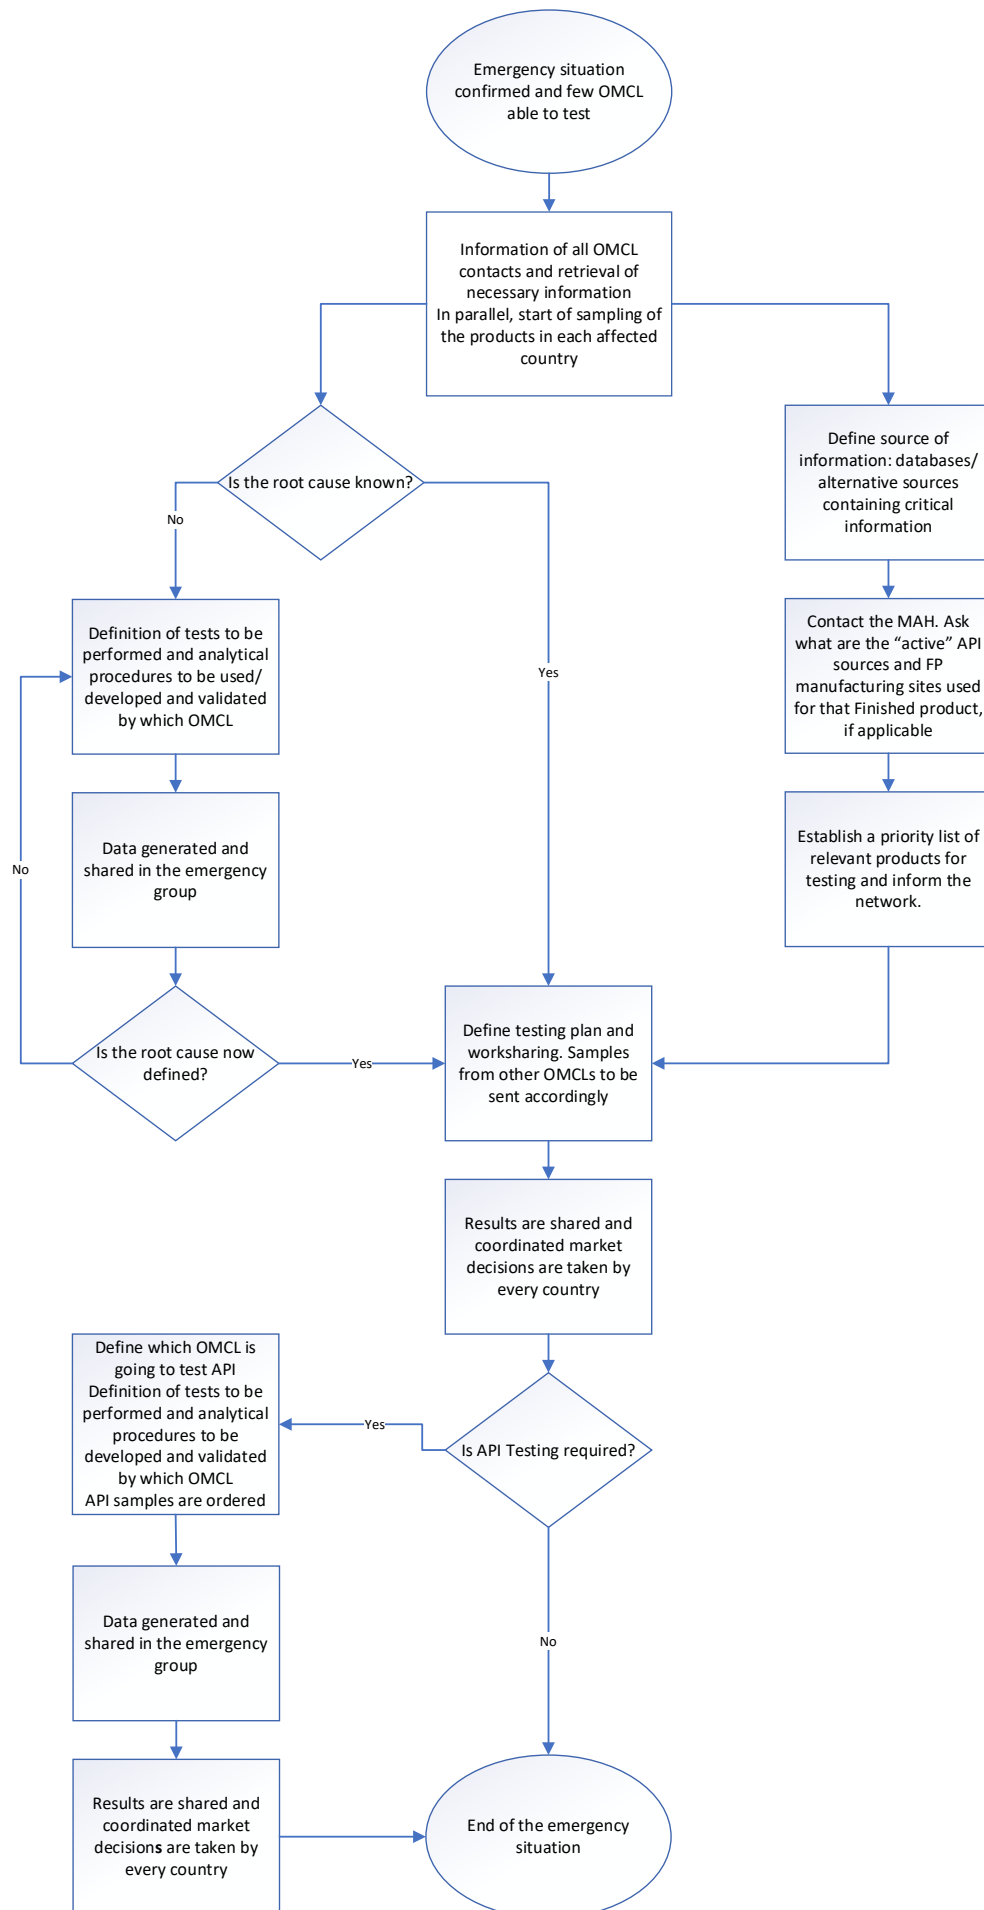 Emergency situation
confirmed and few OMCL
able to test
Information of all OMCL
contacts and retrieval of
necessary information
In parallel, start of sampling of
the products in each affected
country
Is the root cause known?
No
Yes
Define source of
information: databases/
alternative sources
containing critical
information
Definition of tests to be
performed and analytical
procedures to be used/
developed and validated
by which OMCL
Contact the MAH. Ask
what are the “active” API
sources and FP
manufacturing sites used
for that Finished product,
if applicable
Data generated and
shared in the emergency
group
No
Establish a priority list of
relevant products for
testing and inform the
network.
Is the root cause now
defined?
Yes
Define testing plan and
worksharing. Samples
from other OMCLs to be
sent accordingly
Results are shared and
coordinated market
decisions are taken by
every country
Is API Testing required?
Yes
No
Define which OMCL is
going to test API
Definition of tests to be
performed and analytical
procedures to be
developed and validated
by which OMCL
API samples are ordered
Data generated and
shared in the emergency
group
Results are shared and
coordinated market
decisions are taken by
every country
End of the emergency
situation